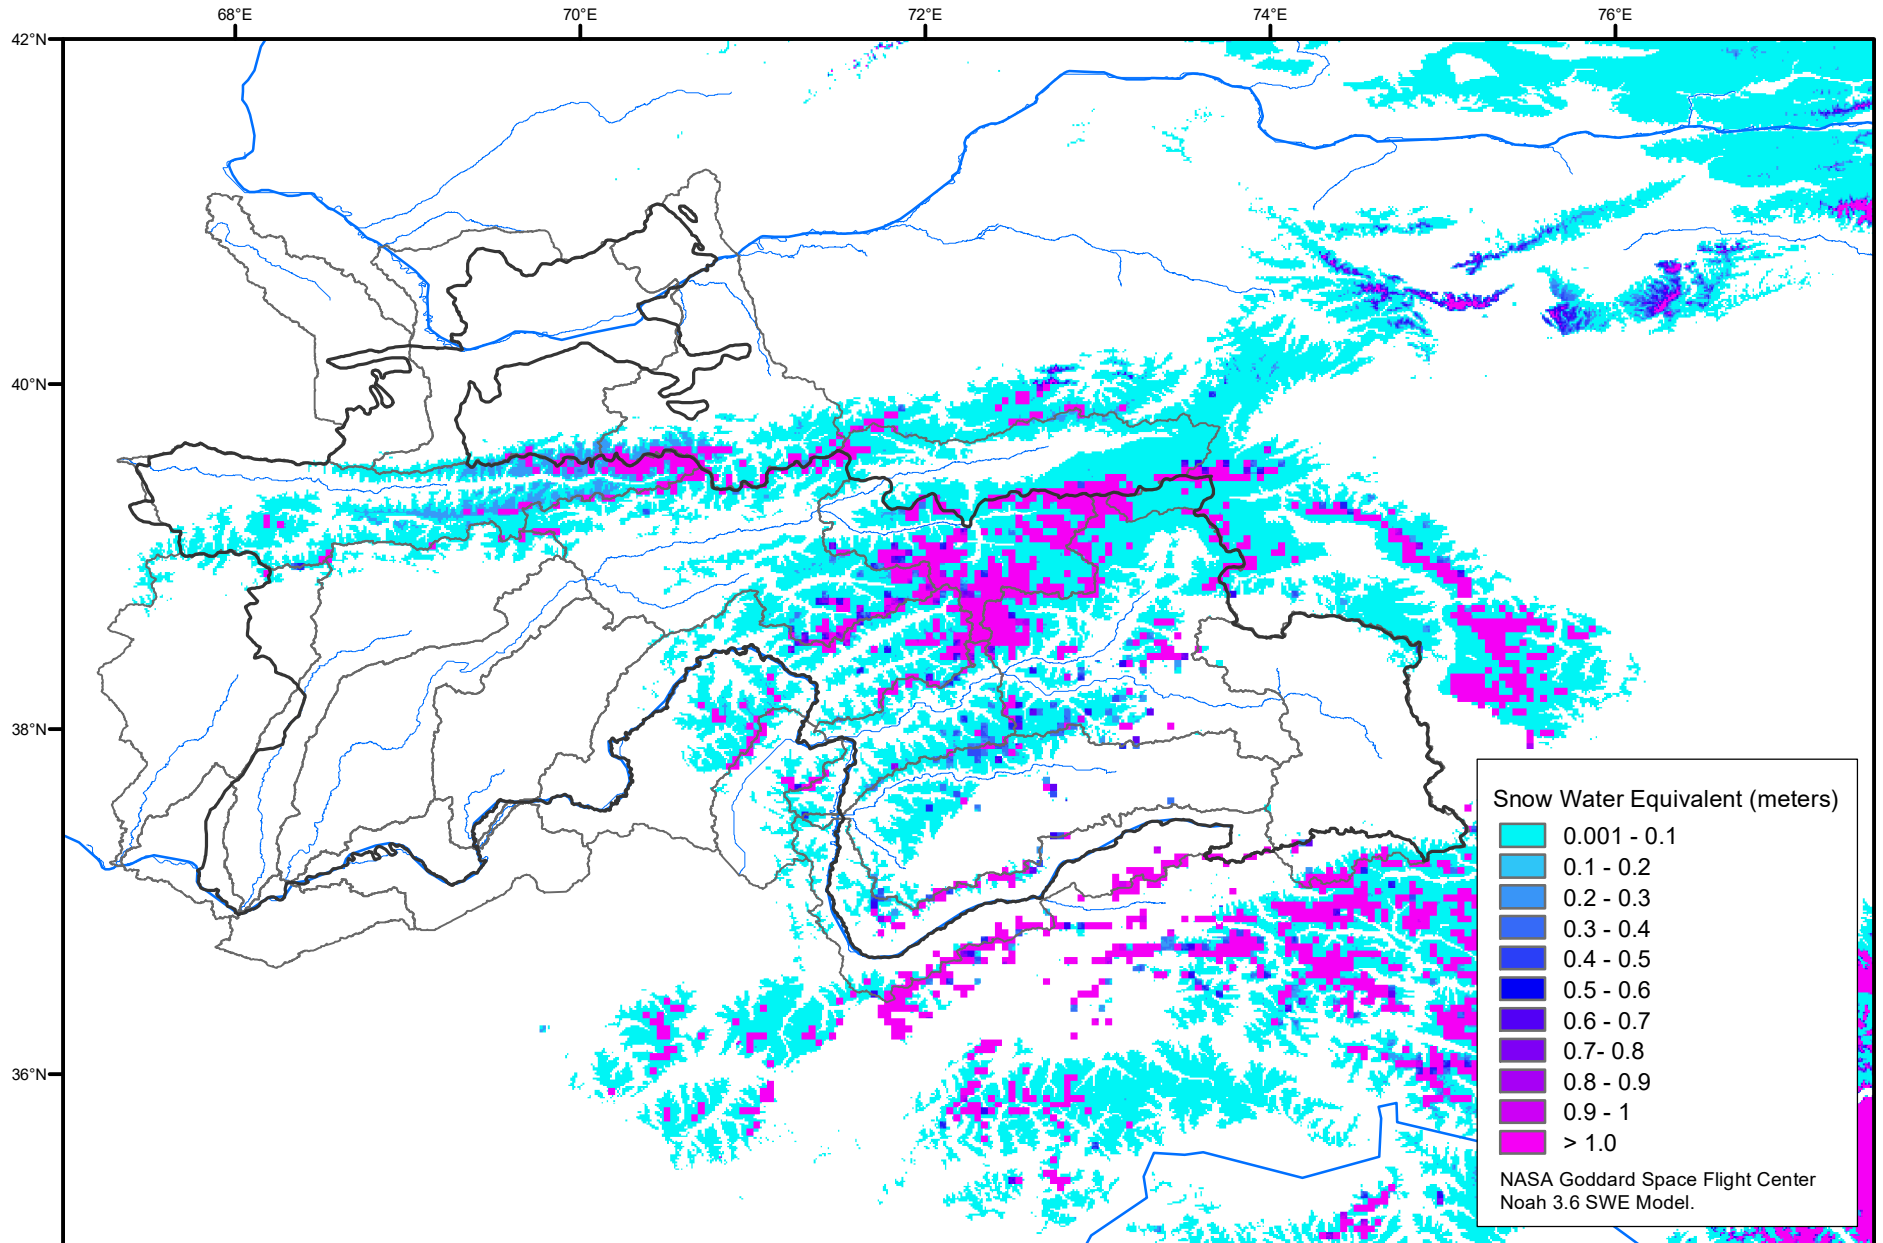 68°E 70°E 72°E 74°E 76°E
42°N
40°N
38°N
36°N
Snow Water Equivalent (meters)
0.001 - 0.1
0.1 - 0.2
0.2 - 0.3
0.3 - 0.4
0.4 - 0.5
0.5 - 0.6
0.6 - 0.7
0.7- 0.8
0.8 - 0.9
0.9 - 1
> 1.0
NASA Goddard Space Flight Center
Noah 3.6 SWE Model.